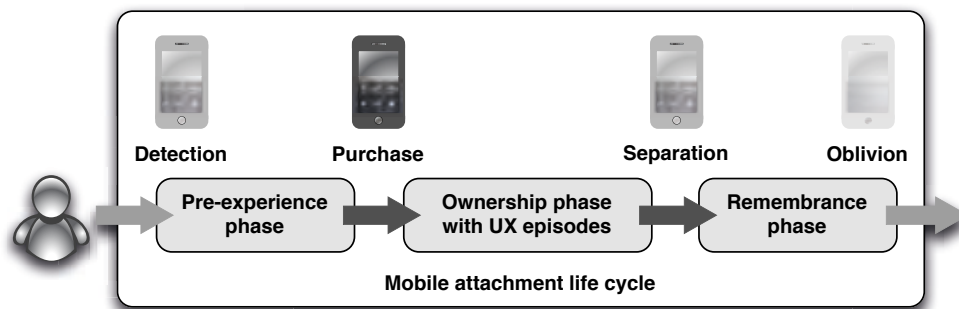 Detection
Purchase
Separation
Oblivion
Pre-experience
phase
Ownership phase
with UX episodes
Remembrance
phase
Mobile attachment life cycle